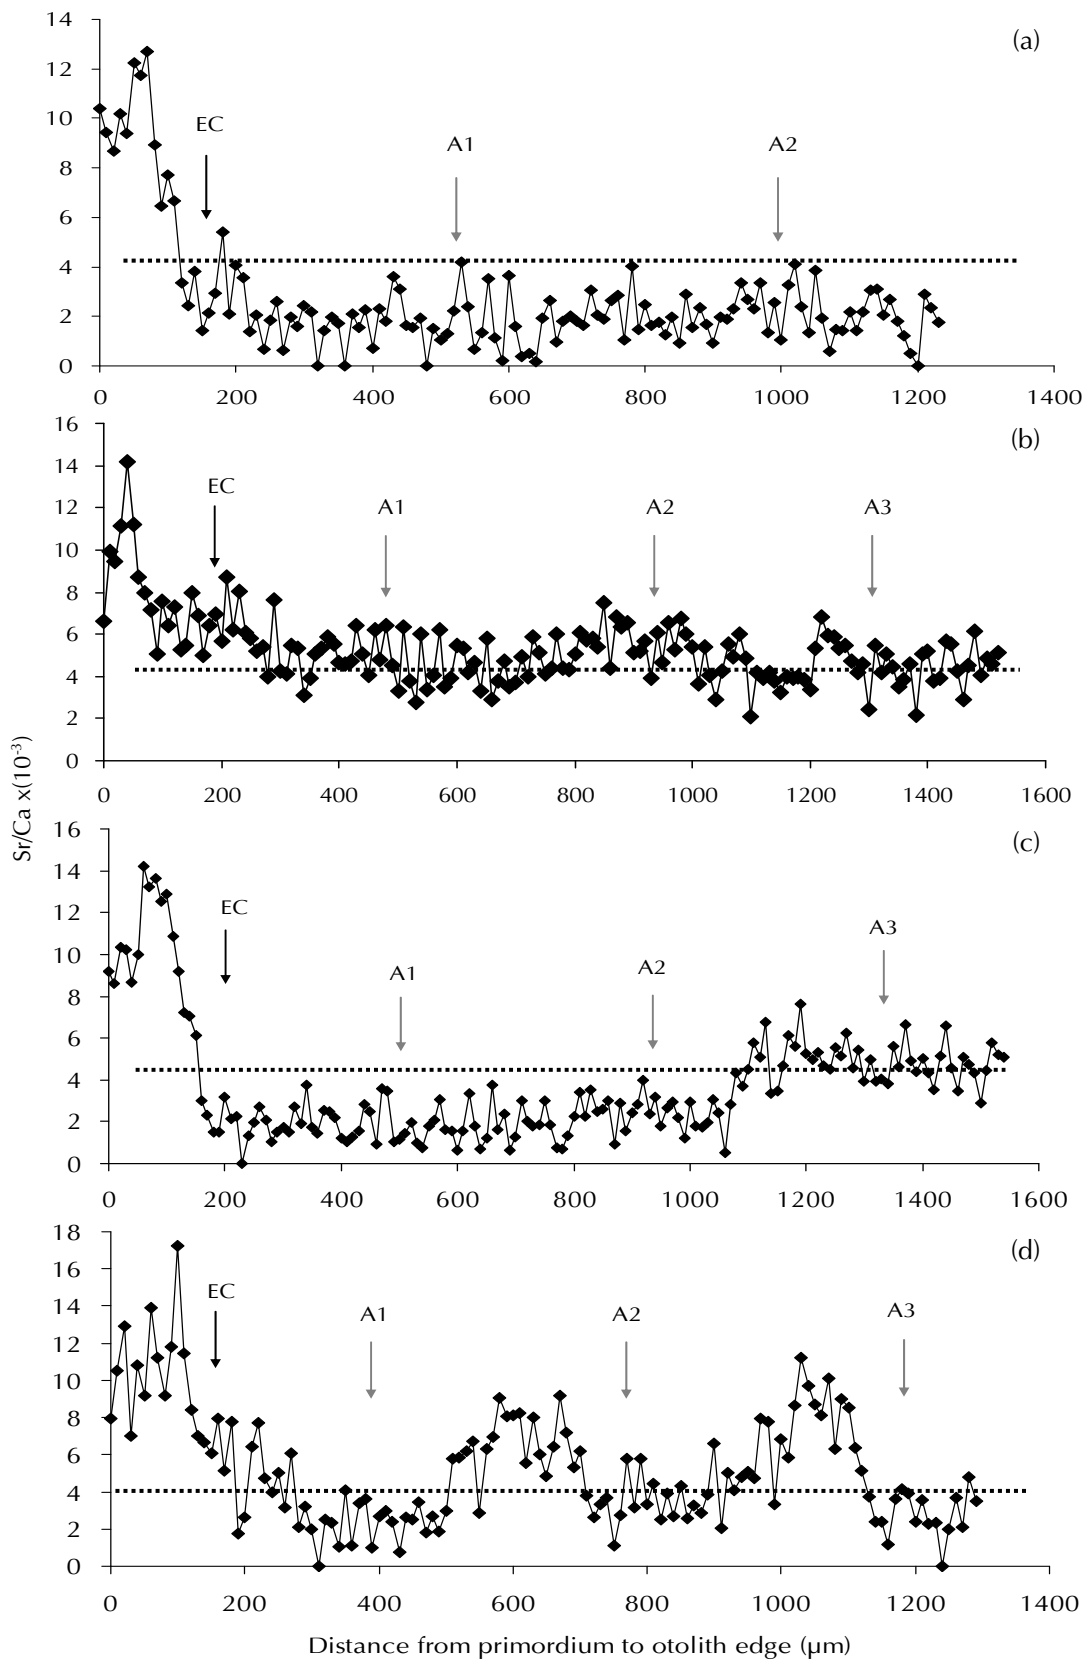 14
(a)
12
EC
A1
A2
10
8
6
4
2
0
0 200 400 600 800 1000 1200 1400
16
(b)
14
EC
A1
A2
A3
12
10
8
6
4
2
0
0 200 400 600 800 1000 1200 1400 1600
Sr/Ca x(10-3)
16
(c)
14
EC
A1
A2
A3
12
10
8
6
4
2
0
0 200 400 600 800 1000 1200 1400 1600
18
(d)
16
EC
A1
A2
A3
14
12
10
8
6
4
2
0
0 200 400 600 800 1000 1200 1400
Distance from primordium to otolith edge (μm)